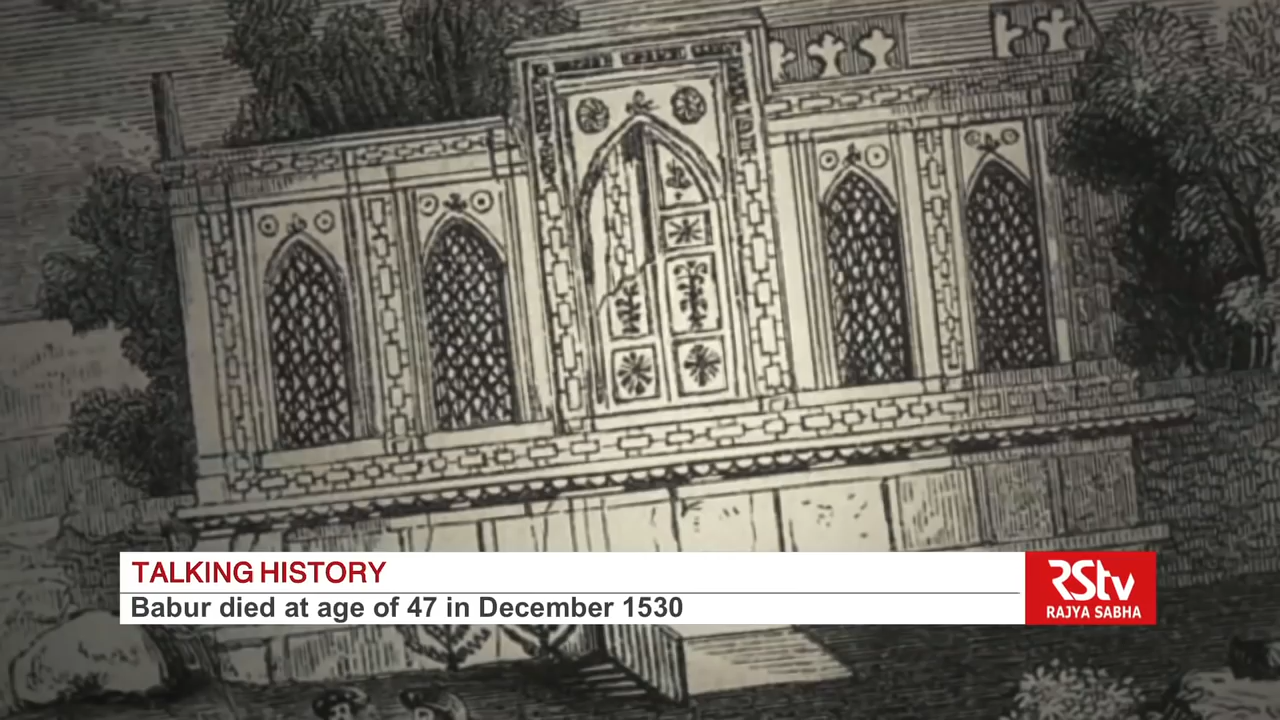 TALKING HISTORY
Babur died at age of 47 in December 1530
RSTV
RAJYA SABHA